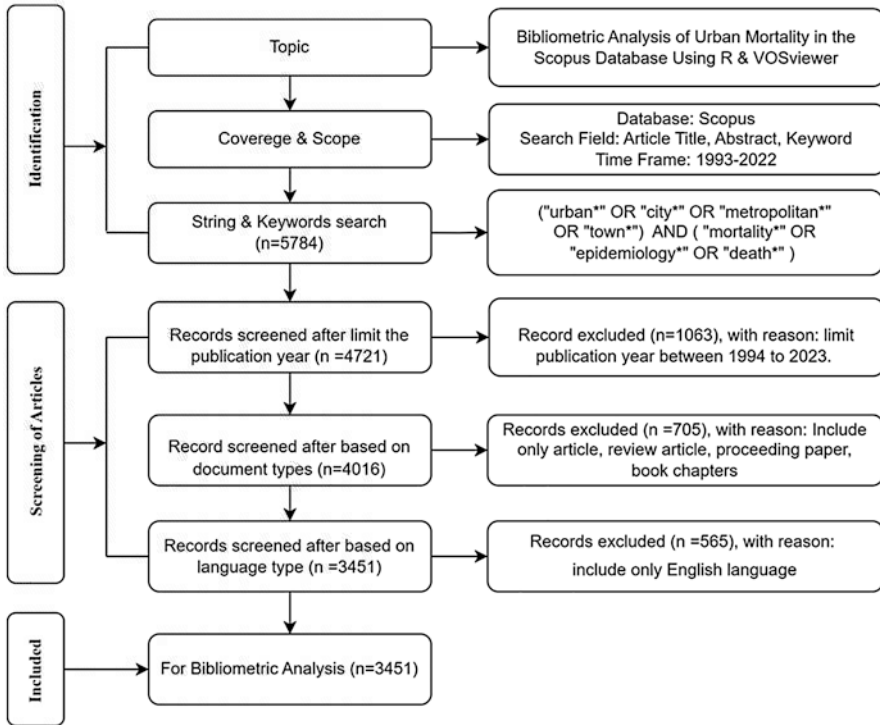 Identification
Topic
Bibliometric Analysis of Urban Mortality in the
Scopus Database Using R & VOSviewer
Coverege & Scope
Database: Scopus
Search Field: Article Title, Abstract, Keyword
Time Frame: 1993-2022
String & Keywords search
(n=5784)
("urban*" OR "city*" OR "metropolitan*"
OR "town*") AND ( "mortality*" OR
"epidemiology*" OR "death*" )
Screening of Articles
Records screened after limit the
publication year (n =4721)
Record excluded (n=1063), with reason: limit
publication year between 1994 to 2023.
Record screened after based on
document types (n=4016)
Records excluded (n =705), with reason: Include
only article, review article, proceeding paper,
book chapters
Records screened after based on
language type (n =3451)
Records excluded (n =565), with reason:
include only English language
Included
For Bibliometric Analysis (n=3451)